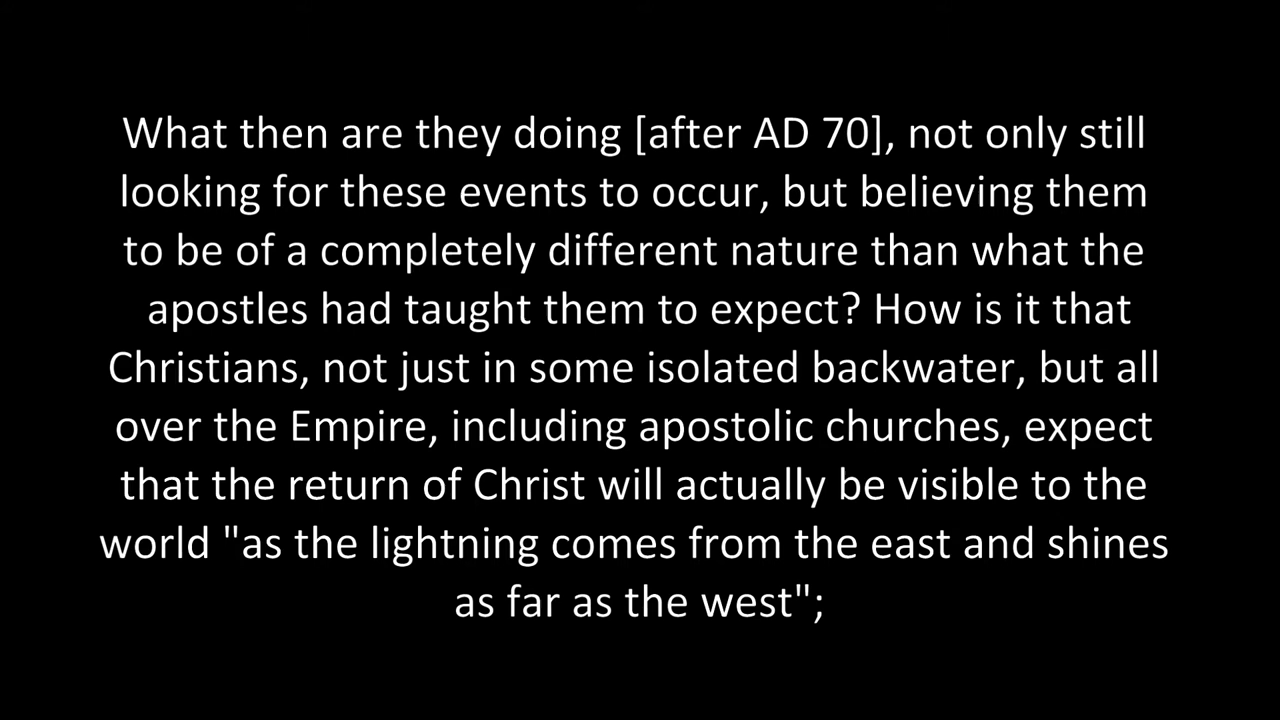 What then are they doing [after AD 70], not only still
looking for these events to occur, but believing them
to be of a completely different nature than what the
apostles had taught them to expect? How is it that
Christians, not just in some isolated backwater, but all
over the Empire, including apostolic churches, expect
that the return of Christ will actually be visible to the
world "as the lightning comes from the east and shines
as far as the west";